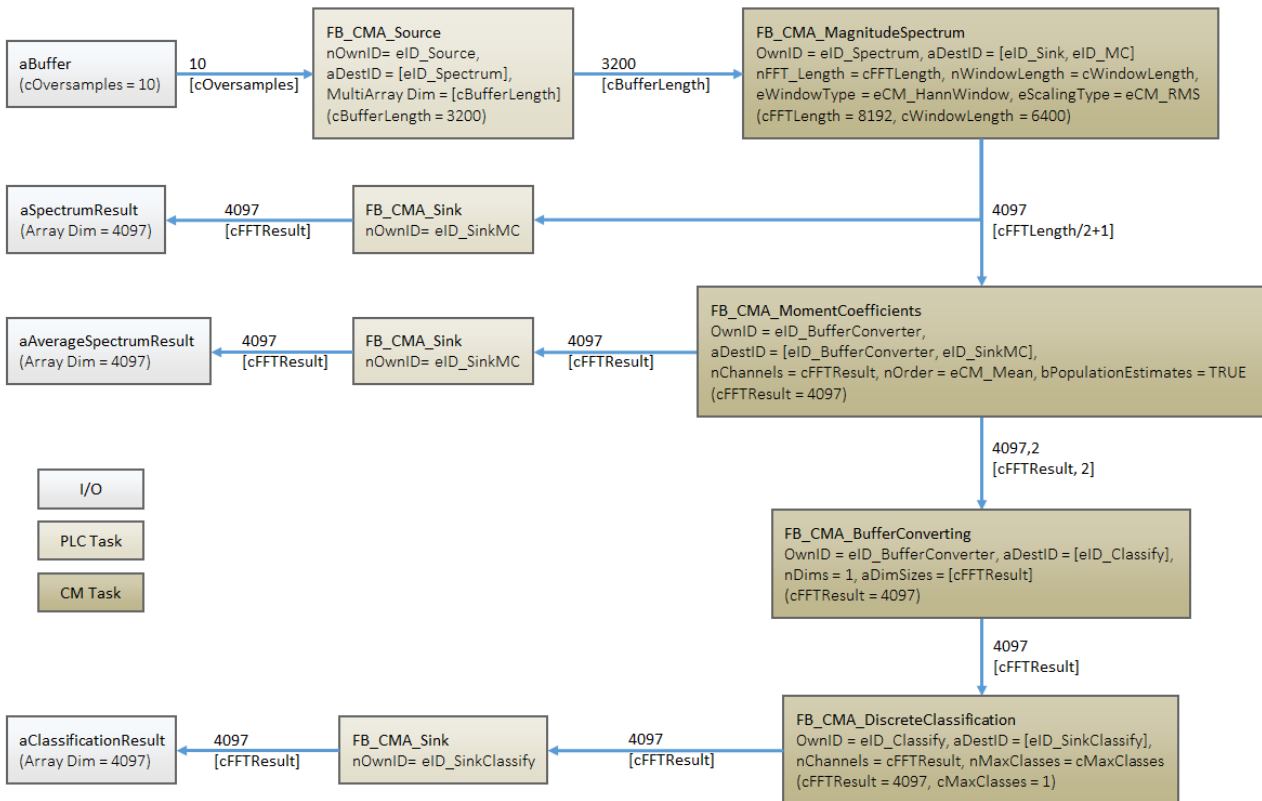 aBuffer
(cOversamples = 10)
10
[cOversamples]
FB_CMA_Source
nOwnID= eID_Source,
aDestID = [eID_Spectrum],
MultiArray Dim = [cBufferLength]
(cBufferLength = 3200)
3200
[cBufferLength]
FB_CMA_MagnitudeSpectrum
OwnID = eID_Spectrum, aDestID = [eID_Sink, eID_MC]
nFFT_Length = cFFTLength, nWindowLength = cWindowLength,
eWindowType = eCM_HannWindow, eScalingType = eCM_RMS
(cFFTLength = 8192, cWindowLength = 6400)
aSpectrumResult
(Array Dim = 4097)
4097
[cFFTResult]
FB_CMA_Sink
nOwnID= eID_SinkMC
4097
[cFFTLength/2+1]
aAverageSpectrumResult
(Array Dim = 4097)
4097
[cFFTResult]
FB_CMA_Sink
nOwnID= eID_SinkMC
4097
[cFFTResult]
FB_CMA_MomentCoefficients
OwnID = eID_BufferConverter,
aDestID = [eID_BufferConverter, eID_SinkMC],
nChannels = cFFTResult, nOrder = eCM_Mean, bPopulationEstimates = TRUE
(cFFTResult = 4097)
4097,2
[cFFTResult, 2]
I/O
PLC Task
CM Task
FB_CMA_BufferConverting
OwnID = eID_BufferConverter, aDestID = [eID_Classify],
nDims = 1, aDimSizes = [cFFTResult]
(cFFTResult = 4097)
4097
[cFFTResult]
aClassificationResult
(Array Dim = 4097)
4097
[cFFTResult]
FB_CMA_Sink
nOwnID= eID_SinkClassify
4097
[cFFTResult]
FB_CMA_DiscreteClassification
OwnID = eID_Classify, aDestID = [eID_SinkClassify],
nChannels = cFFTResult, nMaxClasses = cMaxClasses
(cFFTResult = 4097, cMaxClasses = 1)